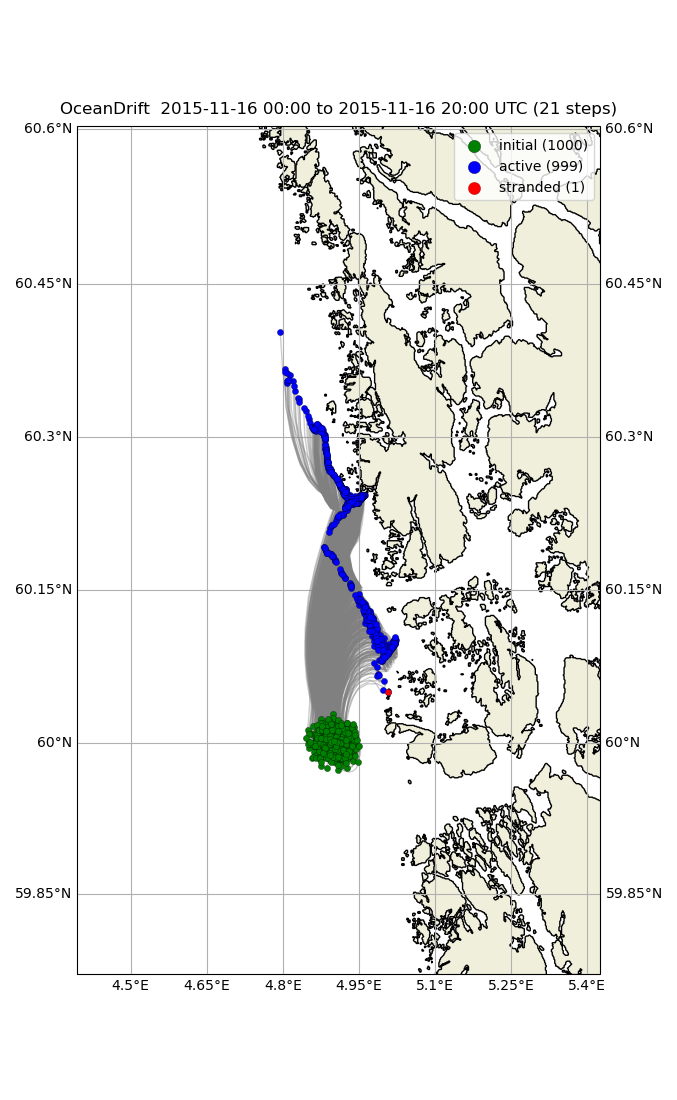 OceanDrift 2015-11-16 00:00 to 2015-11-16 20:00 UTC (21 steps)
60.6°N 60.6°N
initial (1000)
active (999)
stranded (1)
60.45°N 60.45°N
60.3°N 60.3°N
60.15°N 60.15°N
60°N 60°N
59.85°N 59.85°N
4.5°E 4.65°E 4.8°E 4.95°E 5.1°E 5.25°E 5.4°E